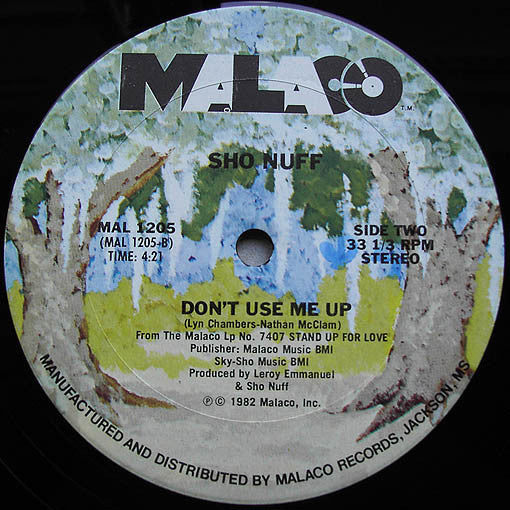 MALACO
T.M.
SHO NUFF
MAL 1205
(MAL 1205-B)
TIME: 4:21
SIDE TWO
33 1/3 RPM
STEREO
DON'T USE ME UP
(Lyn Chambers-Nathan McClam)
From The Malaco Lp No. 7407 STAND UP FOR LOVE
Publisher: Malaco Music BMI
Sky-Sho Music BMI
Produced by Leroy Emmanuel
& Sho Nuff
℗ © 1982 Malaco, Inc.
MANUFACTURED AND DISTRIBUTED BY MALACO RECORDS, JACKSON, MS